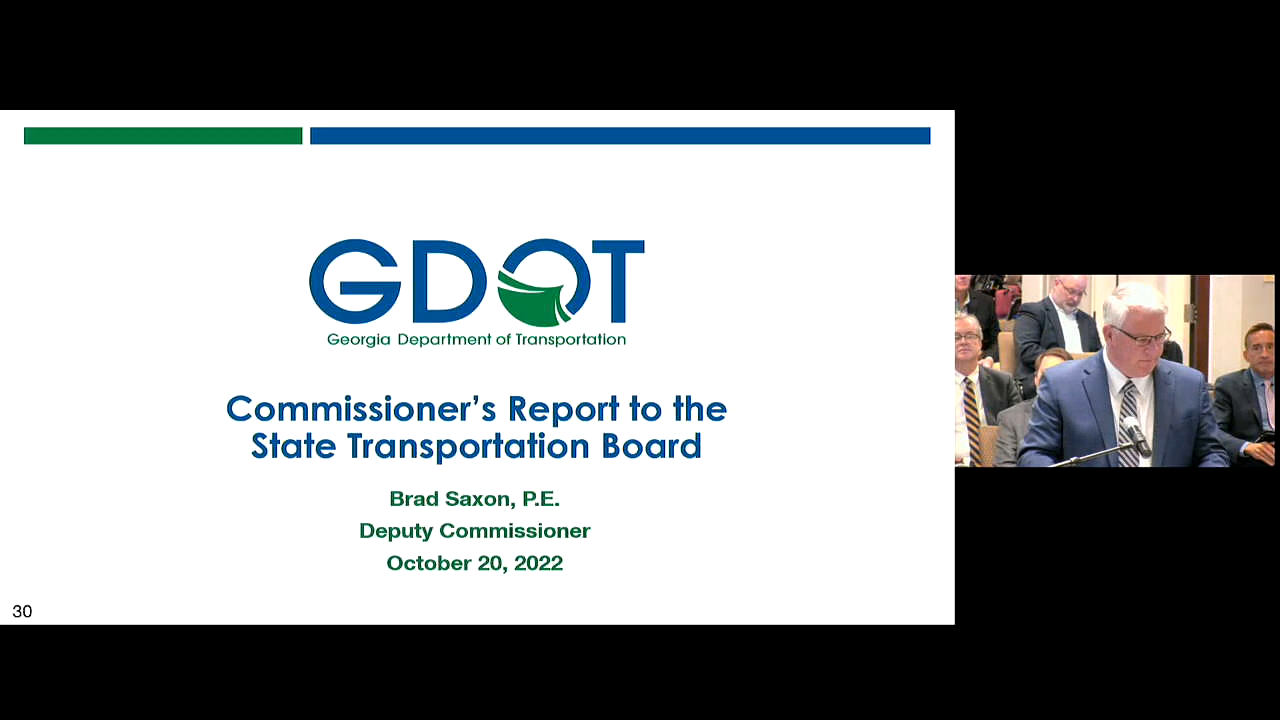 GDOT
Georgia Department of Transportation
Commissioner's Report to the
State Transportation Board
Brad Saxon, P.E.
Deputy Commissioner
October 20, 2022
30